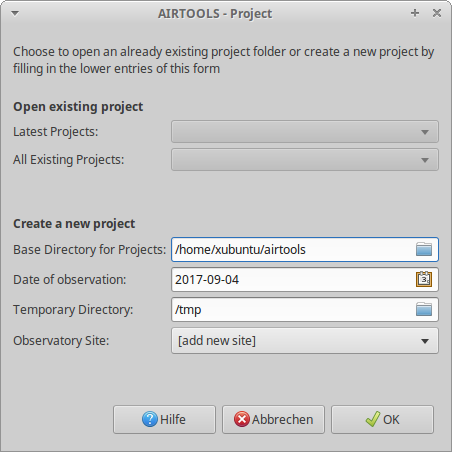 AIRTOOLS - Project
Choose to open an already existing project folder or create a new project by
filling in the lower entries of this form
Open existing project
Latest Projects:
All Existing Projects:
Create a new project
Base Directory for Projects: /home/xubuntu/airtools
Date of observation: 2017-09-04
Temporary Directory: /tmp
Observatory Site: [add new site]
Hilfe Abbrechen OK